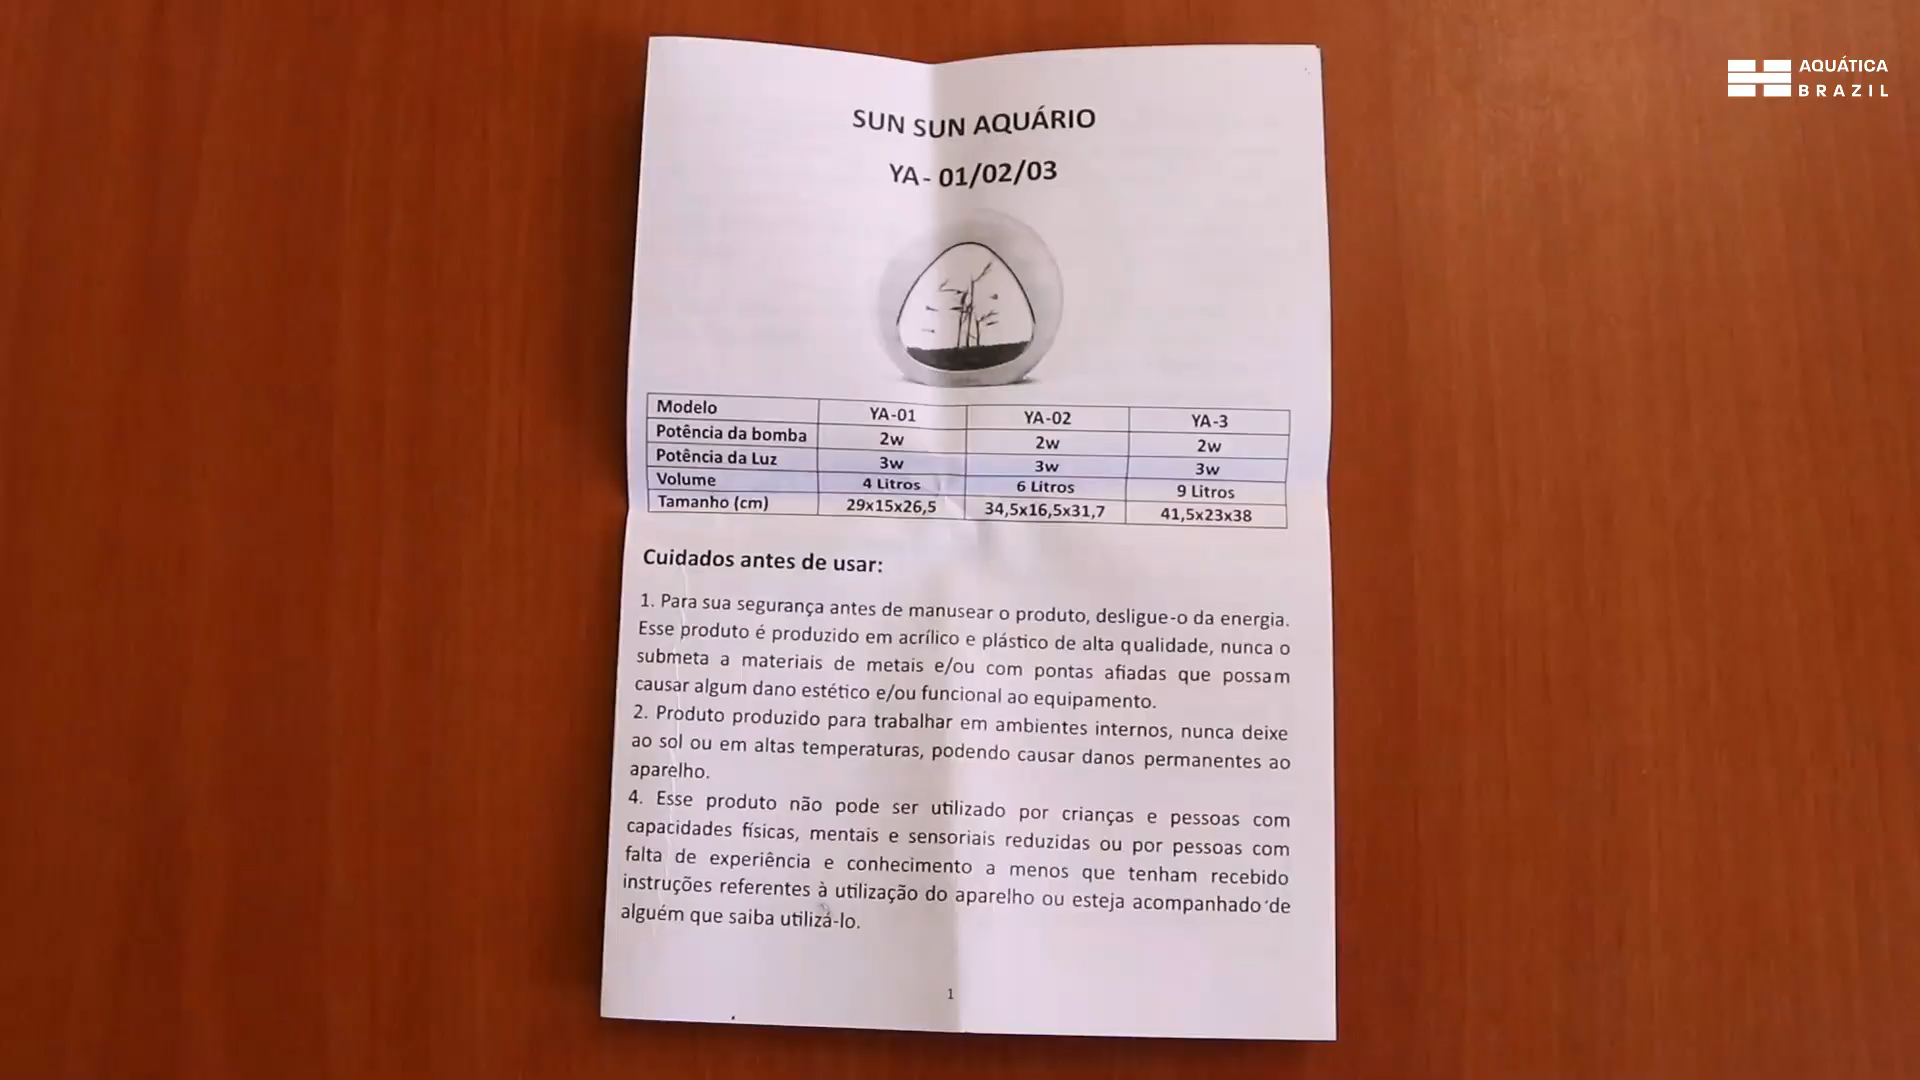 AQUÁTICA
BRAZIL
SUN SUN AQUÁRIO
YA- 01/02/03
Modelo YA-01 YA-02 YA-3
Potência da bomba 2w 2w 2w
Potência da Luz 3w 3w 3w
Volume 4 Litros 6 Litros 9 Litros
Tamanho (cm) 29x15x26,5 34,5x16,5x31,7 41,5x23x38
Cuidados antes de usar:
1. Para sua segurança antes de manusear o produto, desligue-o da energia.
Esse produto é produzido em acrílico e plástico de alta qualidade, nunca o
submeta a materiais de metais e/ou com pontas afiadas que possam
causar algum dano estético e/ou funcional ao equipamento.
2. Produto produzido para trabalhar em ambientes internos, nunca deixe
ao sol ou em altas temperaturas, podendo causar danos permanentes ao
aparelho.
4. Esse produto não pode ser utilizado por crianças e pessoas com
capacidades físicas, mentais e sensoriais reduzidas ou por pessoas com
falta de experiência e conhecimento a menos que tenham recebido
instruções referentes à utilização do aparelho ou esteja acompanhado de
alguém que saiba utilizá-lo.
1